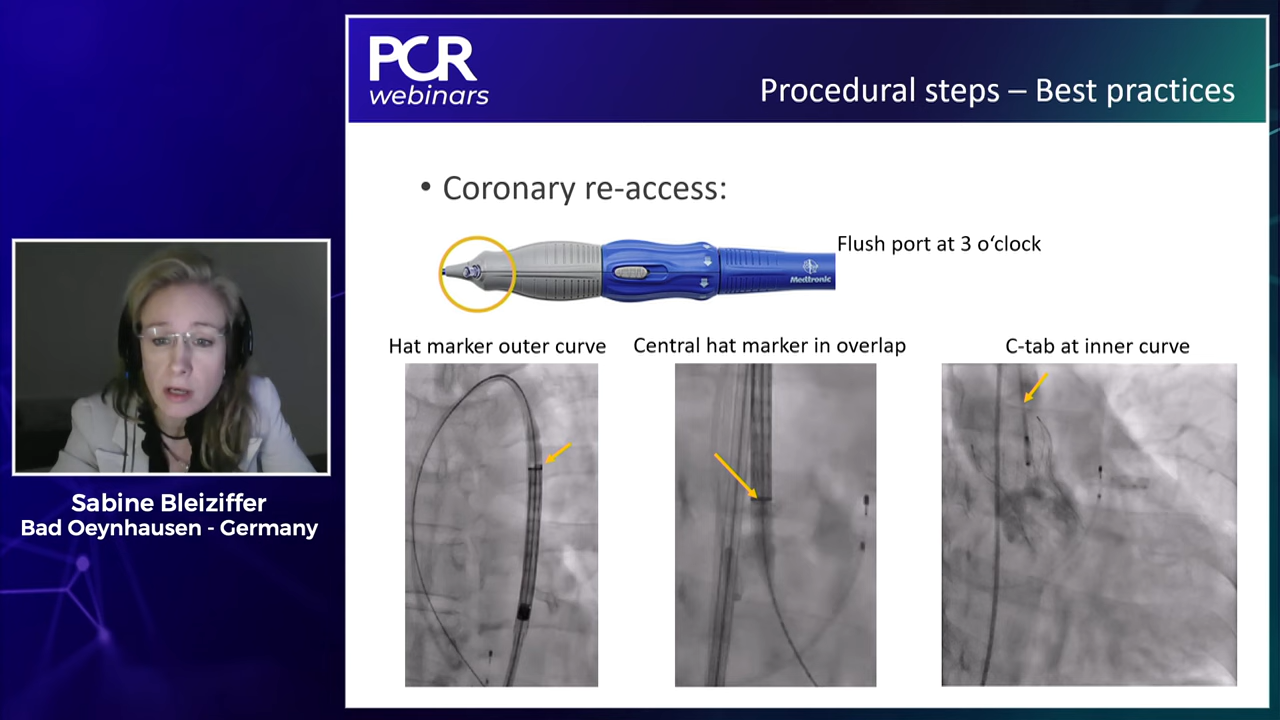 PCR
webinars
Procedural steps – Best practices
• Coronary re-access:
Flush port at 3 o‘clock
Medtronic
Hat marker outer curve
Central hat marker in overlap
C-tab at inner curve
Sabine Bleiziffer
Bad Oeynhausen - Germany